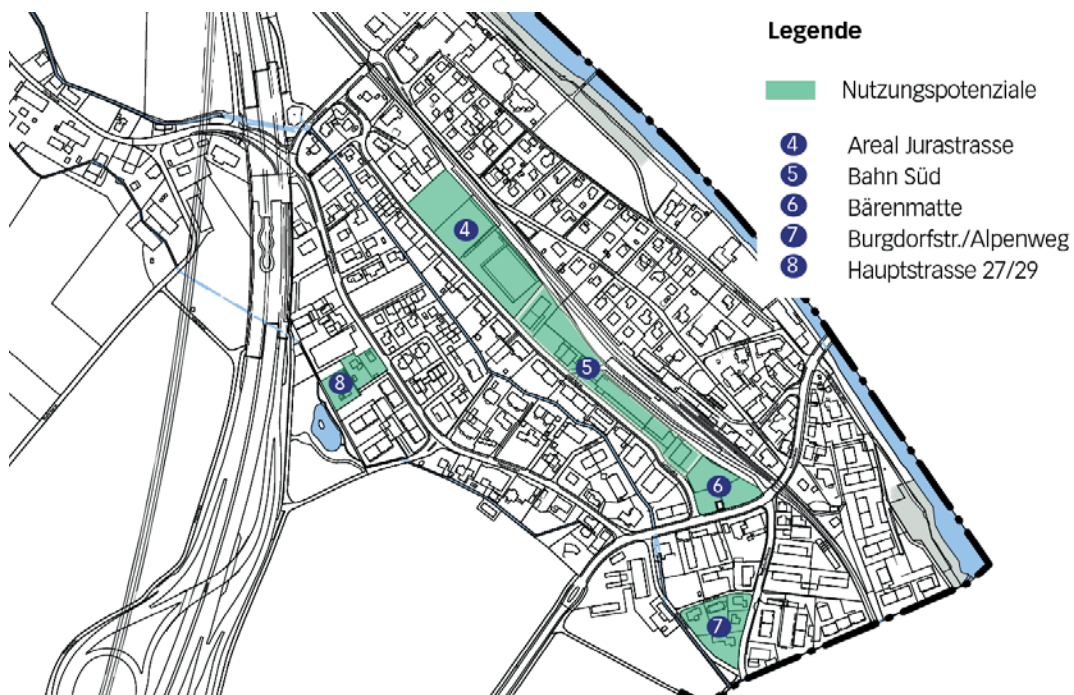 Legende
Nutzungspotenziale
4 Areal Jurastrasse
5 Bahn Süd
6 Bärenmatte
7 Burgdorfstr./Alpenweg
8 Hauptstrasse 27/29
4
5
8
6
7